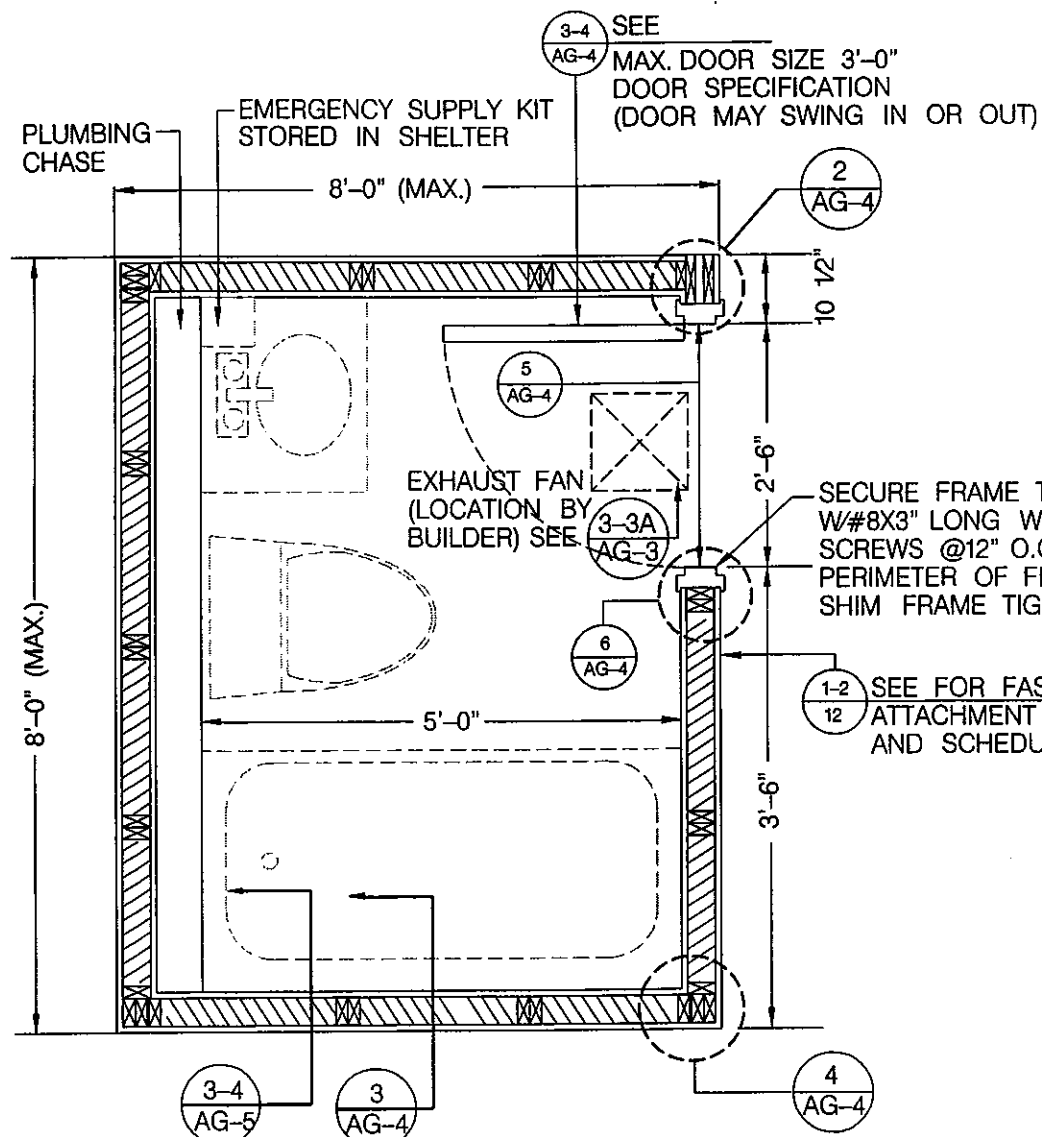 3-4
AG-4
SEE
MAX. DOOR SIZE 3'-0"
DOOR SPECIFICATION
(DOOR MAY SWING IN OR OUT)
EMERGENCY SUPPLY KIT
STORED IN SHELTER
PLUMBING
CHASE
8'-0" (MAX.)
2
AG-4
10 12"
5
AG-4
2'-6"
EXHAUST FAN
(LOCATION BY
BUILDER) SEE
3-3A
AG-3
SECURE FRAME
W/#8X3" LONG W
SCREWS @12" O.C
PERIMETER OF
SHIM FRAME TIG
6
AG-4
1-2
12
SEE FOR FAS
ATTACHMENT
AND SCHEDU
8'-0" (MAX.)
5'-0"
3'-6"
3-4
AG-5
3
AG-4
4
AG-4